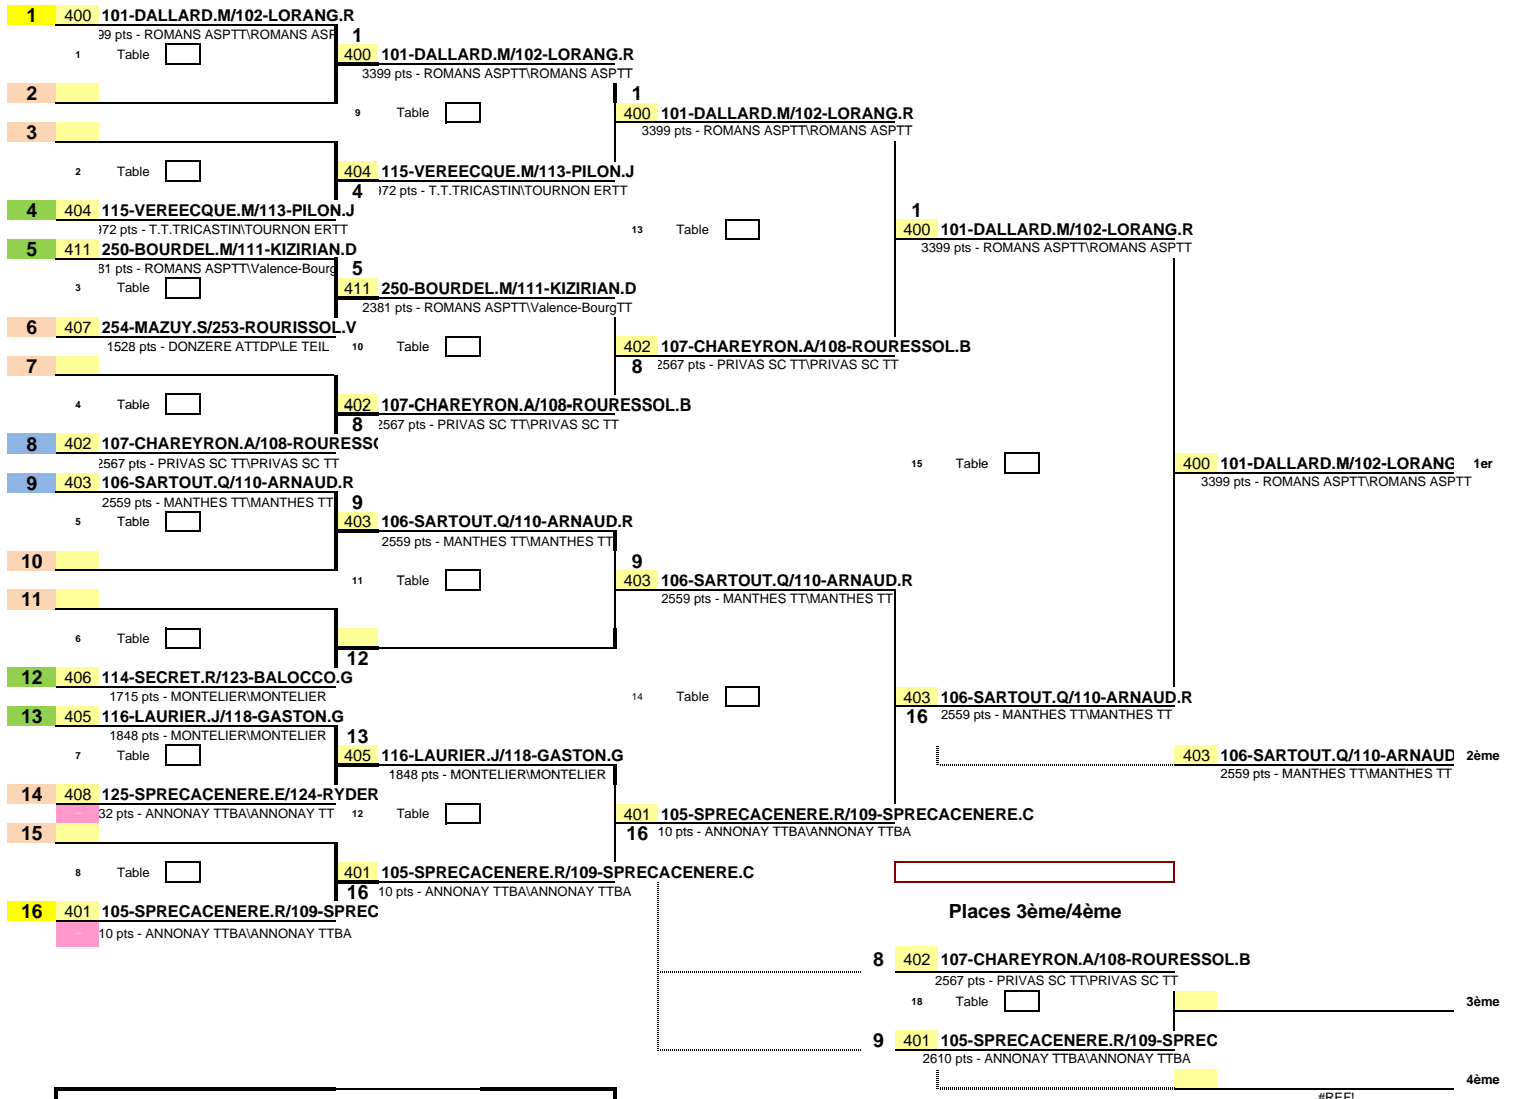 1 400 101-DALLARD.M/102-LORANG.R
99 pts - ROMANS ASPTT\ROMANS ASP
1
1 Table
400 101-DALLARD.M/102-LORANG.R
3399 pts - ROMANS ASPTT\ROMANS ASPTT
2
1
9 Table
400 101-DALLARD.M/102-LORANG.R
3399 pts - ROMANS ASPTT\ROMANS ASPTT
3
2 Table
404 115-VEREECQUE.M/113-PILON.J
4 972 pts - T.T.TRICASTIN\TOURNON ERTT
4 404 115-VEREECQUE.M/113-PILON.J
1
972 pts - T.T.TRICASTIN\TOURNON ERTT
13 Table
400 101-DALLARD.M/102-LORANG.R
3399 pts - ROMANS ASPTT\ROMANS ASPTT
5 411 250-BOURDEL.M/111-KIZIRIAN.D
81 pts - ROMANS ASPTT\Valence-Bourg
5
3 Table
411 250-BOURDEL.M/111-KIZIRIAN.D
2381 pts - ROMANS ASPTT\Valence-BourgTT
6 407 254-MAZUY.S/253-ROURISSOL.V
1528 pts - DONZERE ATTDP\LE TEIL
10 Table
402 107-CHAREYRON.A/108-ROURESSOL.B
8 2567 pts - PRIVAS SC TT\PRIVAS SC TT
7
4 Table
402 107-CHAREYRON.A/108-ROURESSOL.B
8 2567 pts - PRIVAS SC TT\PRIVAS SC TT
8 402 107-CHAREYRON.A/108-ROURESSO
2567 pts - PRIVAS SC TT\PRIVAS SC TT
15 Table
400 101-DALLARD.M/102-LORANG 1er
3399 pts - ROMANS ASPTT\ROMANS ASPTT
9 403 106-SARTOUT.Q/110-ARNAUD.R
2559 pts - MANTHES TT\MANTHES TT
9
5 Table
403 106-SARTOUT.Q/110-ARNAUD.R
2559 pts - MANTHES TT\MANTHES TT
10
9
11 Table
403 106-SARTOUT.Q/110-ARNAUD.R
2559 pts - MANTHES TT\MANTHES TT
11
6 Table
12
12 406 114-SECRET.R/123-BALOCCO.G
1715 pts - MONTELIER\MONTELIER
14 Table
403 106-SARTOUT.Q/110-ARNAUD.R
16 2559 pts - MANTHES TT\MANTHES TT
13 405 116-LAURIER.J/118-GASTON.G
1848 pts - MONTELIER\MONTELIER
13
7 Table
405 116-LAURIER.J/118-GASTON.G
1848 pts - MONTELIER\MONTELIER
403 106-SARTOUT.Q/110-ARNAUD 2ème
2559 pts - MANTHES TT\MANTHES TT
14 408 125-SPRECACENERE.E/124-RYDER
32 pts - ANNONAY TTBA\ANNONAY TT
12 Table
401 105-SPRECACENERE.R/109-SPRECACENERE.C
16 10 pts - ANNONAY TTBA\ANNONAY TTBA
15
8 Table
401 105-SPRECACENERE.R/109-SPRECACENERE.C
16 10 pts - ANNONAY TTBA\ANNONAY TTBA
16 401 105-SPRECACENERE.R/109-SPREC
10 pts - ANNONAY TTBA\ANNONAY TTBA
Places 3ème/4ème
8 402 107-CHAREYRON.A/108-ROURESSOL.B
2567 pts - PRIVAS SC TT\PRIVAS SC TT
18 Table
3ème
9 401 105-SPRECACENERE.R/109-SPREC
2610 pts - ANNONAY TTBA\ANNONAY TTBA
4ème
#REF!